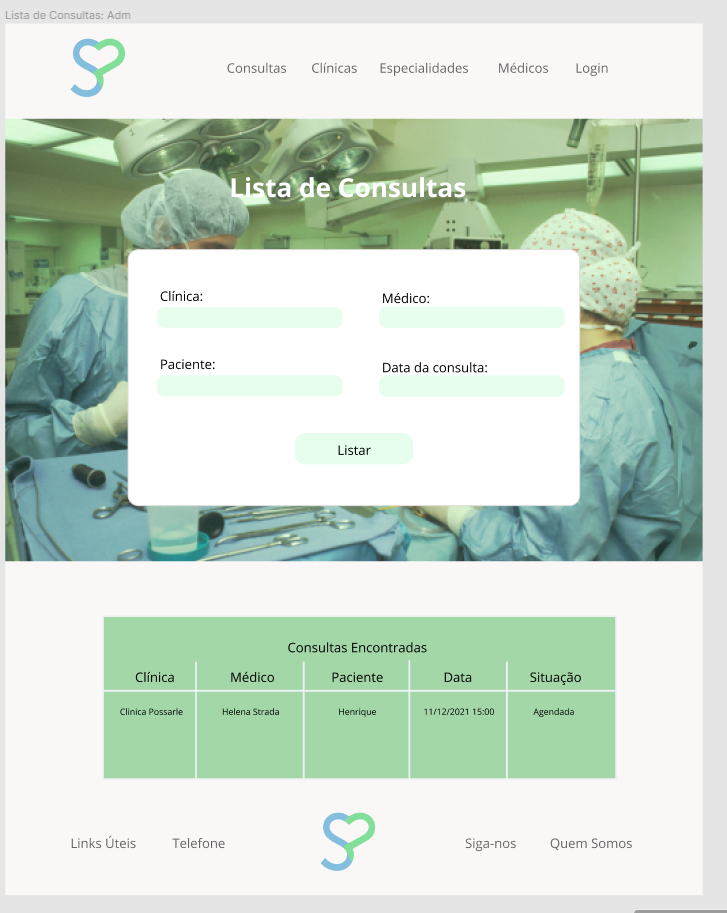 Lista de Consultas: Adm
Consultas Clínicas Especialidades Médicos Login
Lista de Consultas
Clínica: Médico:
Paciente: Data da consulta:
Listar
Consultas Encontradas
Clínica Médico Paciente Data Situação
Clinica Possarle Helena Strada Henrique 11/12/2021 15:00 Agendada
Links Úteis Telefone Siga-nos Quem Somos